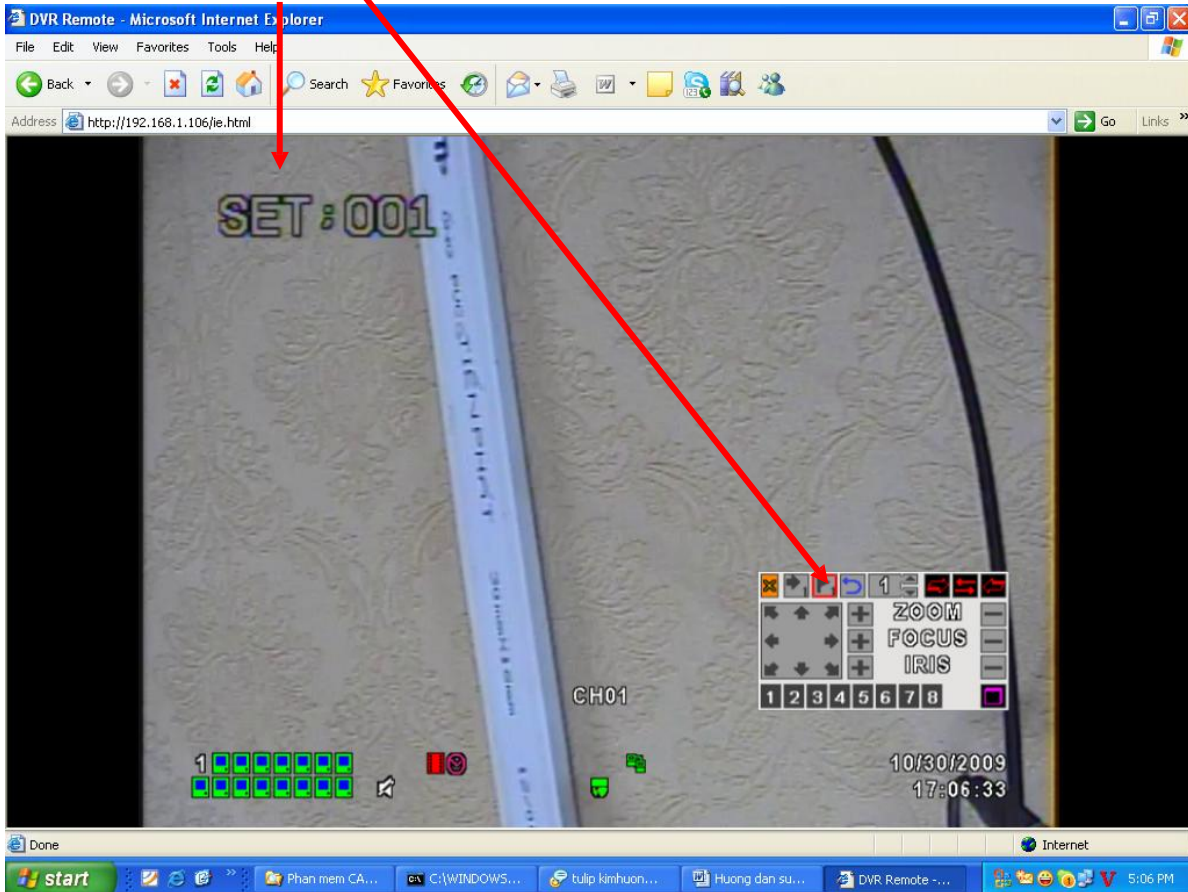 DVR Remote - Microsoft Internet Explorer
File Edit View Favorites Tools Help
Back Search Favorites
Address http://192.168.1.106/ie.html Go Links »
SET:001
1
ZOOM
FOCUS
IRIS
CH01
1 2 3 4 5 6 7 8
1
10/30/2009
17:06:33
Done Internet
start Phan mem CA... C:\WINDOWS... tulip kimhuon... Huong dan su... DVR Remote -... 5:06 PM